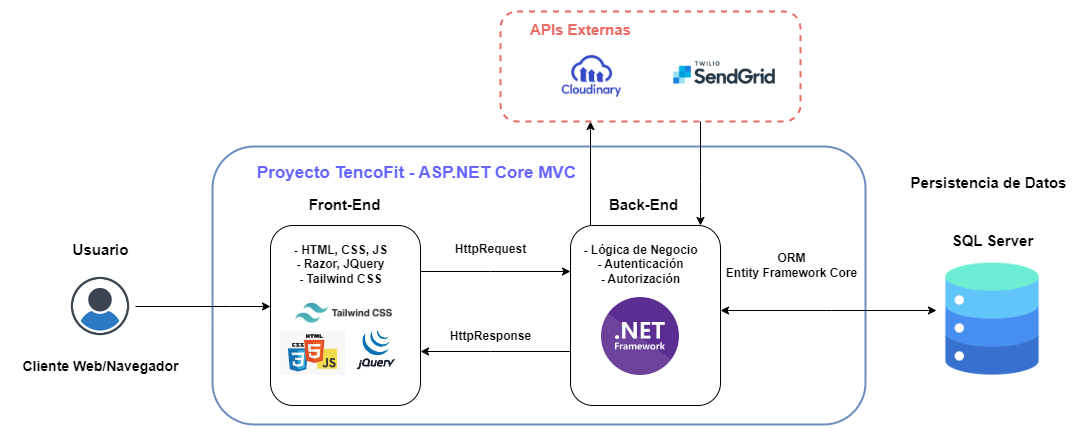 APIs Externas
Cloudinary
TWILIO
SendGrid
Proyecto TencoFit - ASP.NET Core MVC
Persistencia de Datos
Front-End
Back-End
Usuario
- HTML, CSS, JS
- Razor, JQuery
- Tailwind CSS
HttpRequest
- Lógica de Negocio
- Autenticación
- Autorización
ORM
Entity Framework Core
SQL Server
Tailwind CSS
CSS
3
HTML
5
JS
jQuery
HttpResponse
.NET
Framework
Cliente Web/Navegador